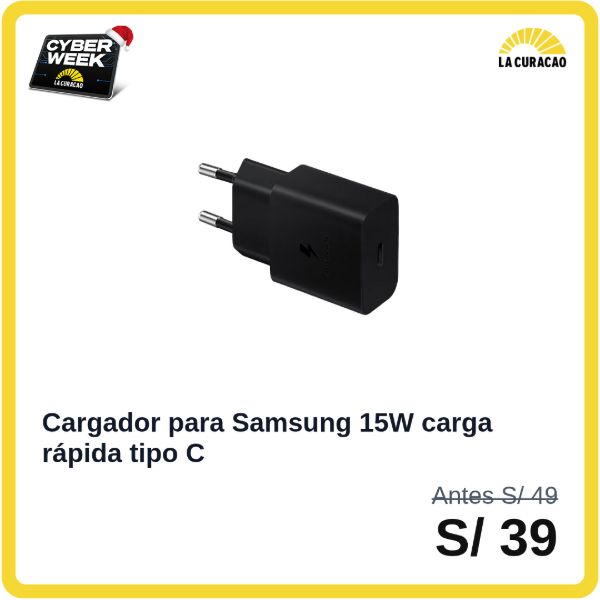 CYBER
WEEK
LA CURACAO
LA CURACAO
Cargador para Samsung 15W carga
rápida tipo C
Antes S/ 49
S/ 39